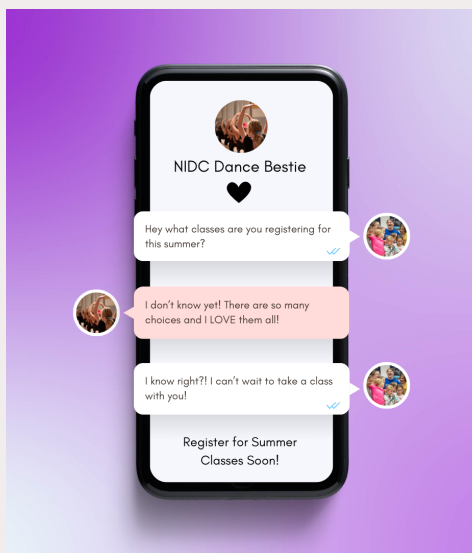 NIDC Dance Bestie
Hey what classes are you registering for
this summer?
I don't know yet! There are so many
choices and I LOVE them all!
I know right?! I can't wait to take a class
with you!
Register for Summer
Classes Soon!